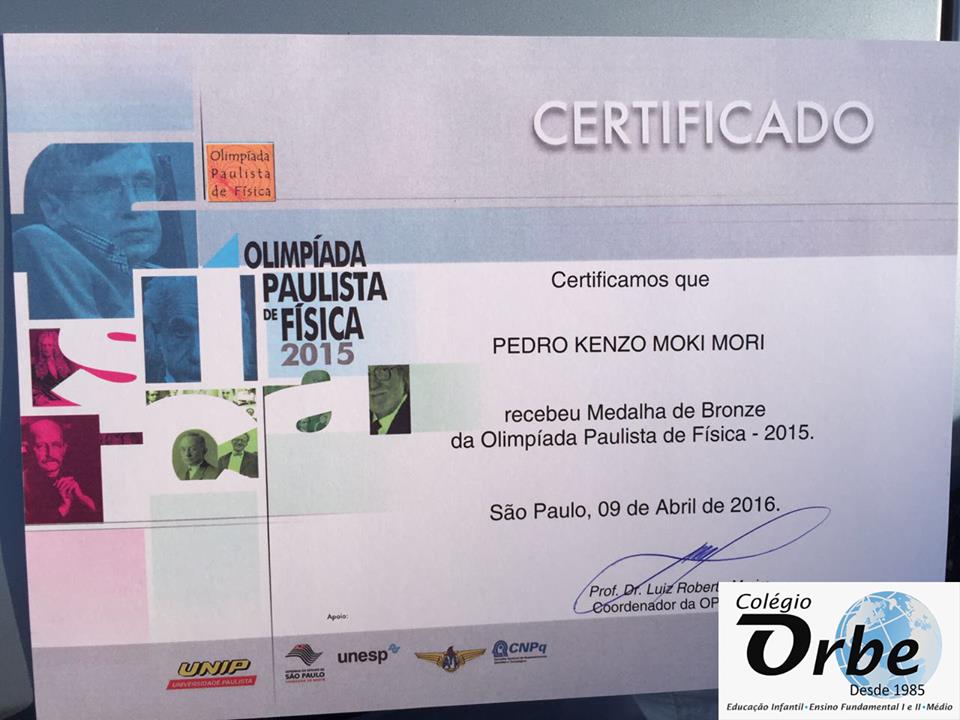 CERTIFICADO
Olimpíada
Paulista
de Física
OLIMPÍADA
PAULISTA
DE FÍSICA
2015
física
Certificamos que
PEDRO KENZO MOKI MORI
recebeu Medalha de Bronze
da Olimpíada Paulista de Física - 2015.
São Paulo, 09 de Abril de 2016.
Prof. Dr. Luiz
Coordenador da
Apoio:
UNIP
UNIVERSIDADE PAULISTA
SÃO PAULO
unesp
CNPq
Colégio
Orbe
Desde 1985
Educação Infantil•Ensino Fundamental I e II•Médio